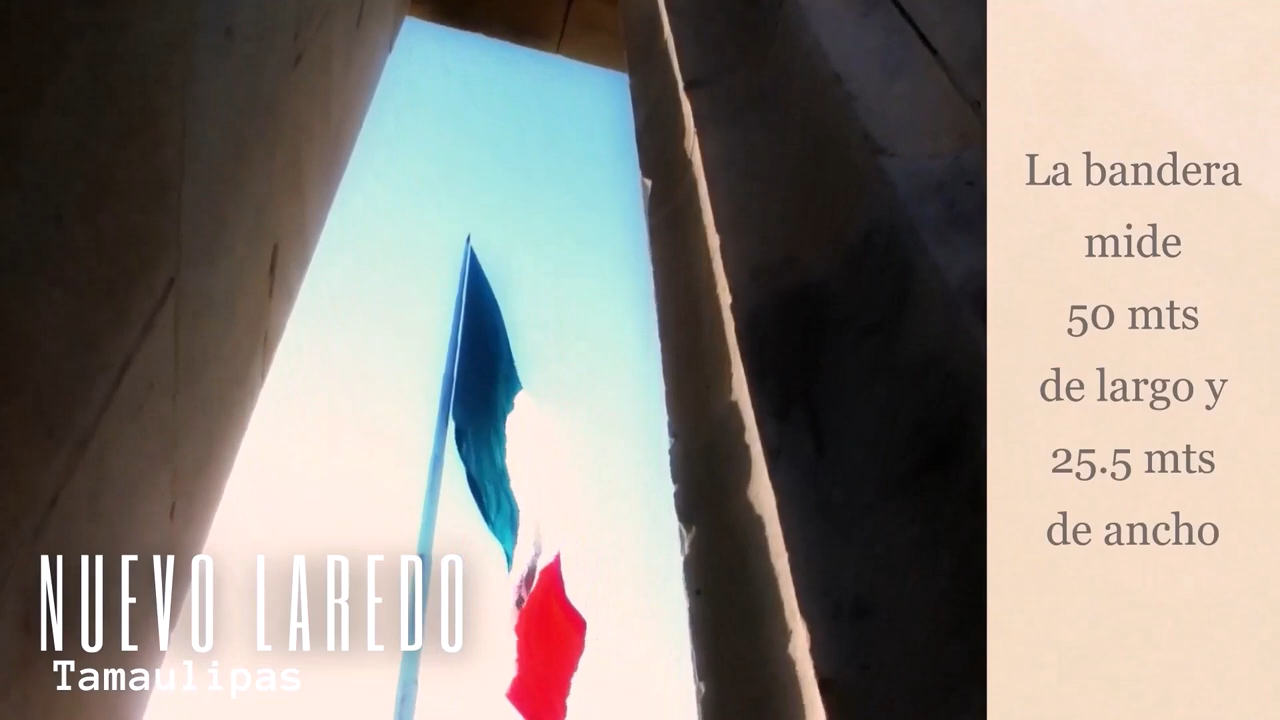 NUEVO LAREDO
Tamaulipas
La bandera
mide
50 mts
de largo y
25.5 mts
de ancho